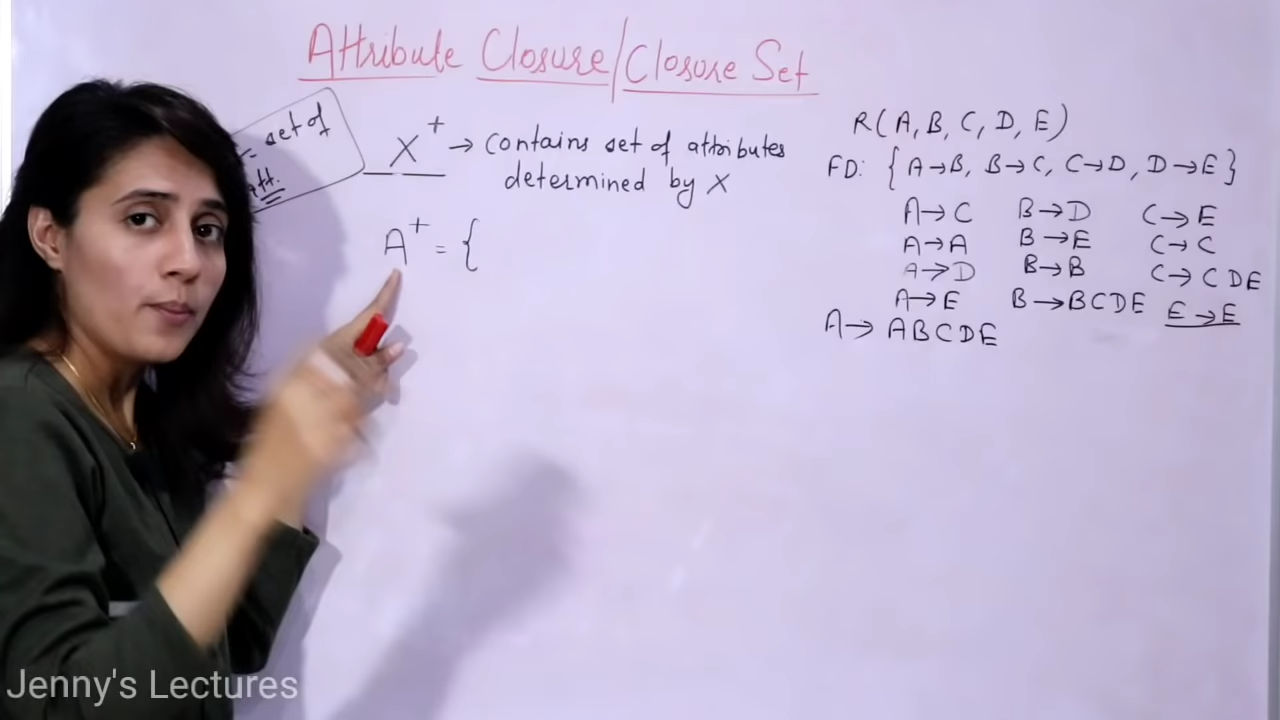 Attribute Closure/Closure Set
set of
att.
X⁺ → Contains set of attributes
determined by X
A⁺ = {
R(A, B, C, D, E)
FD: {A→B, B→C, C→D, D→E}
A→C B→D C→E
A→A B→E C→C
A→D B→B C→CDE
A→E B→BCDE E→E
A→ABCDE
Jenny's Lectures